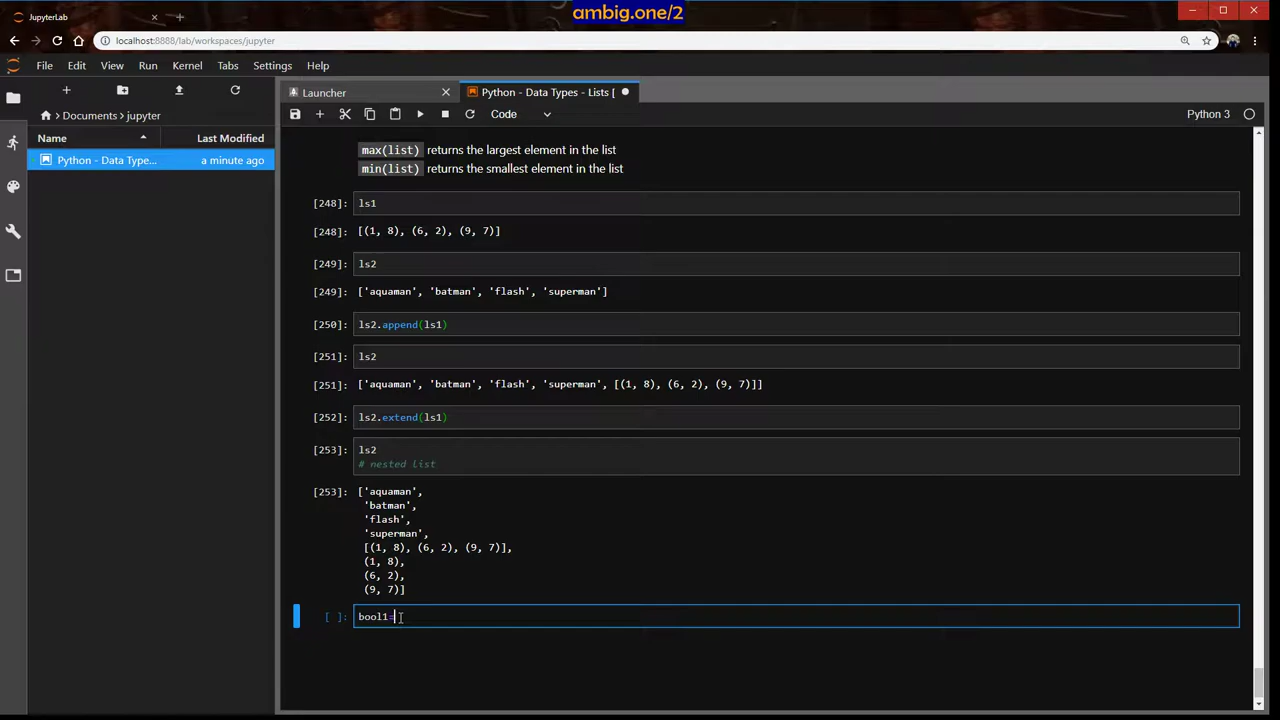 JupyterLab
ambig.one/2
localhost:8888/lab/workspaces/jupyter
File Edit View Run Kernel Tabs Settings Help
Launcher
Python - Data Types - Lists [
Documents jupyter
Code
Python 3
Name Last Modified
Python - Data Type... a minute ago
max(list) returns the largest element in the list
min(list) returns the smallest element in the list
[248]: ls1
[248]: [(1, 8), (6, 2), (9, 7)]
[249]: ls2
[249]: ['aquaman', 'batman', 'flash', 'superman']
[250]: ls2.append(ls1)
[251]: ls2
[251]: ['aquaman', 'batman', 'flash', 'superman', [(1, 8), (6, 2), (9, 7)]]
[252]: ls2.extend(ls1)
[253]: ls2
# nested list
[253]: ['aquaman',
'batman',
'flash',
'superman',
[(1, 8), (6, 2), (9, 7)],
(1, 8),
(6, 2),
(9, 7)]
[ ]: bool1=